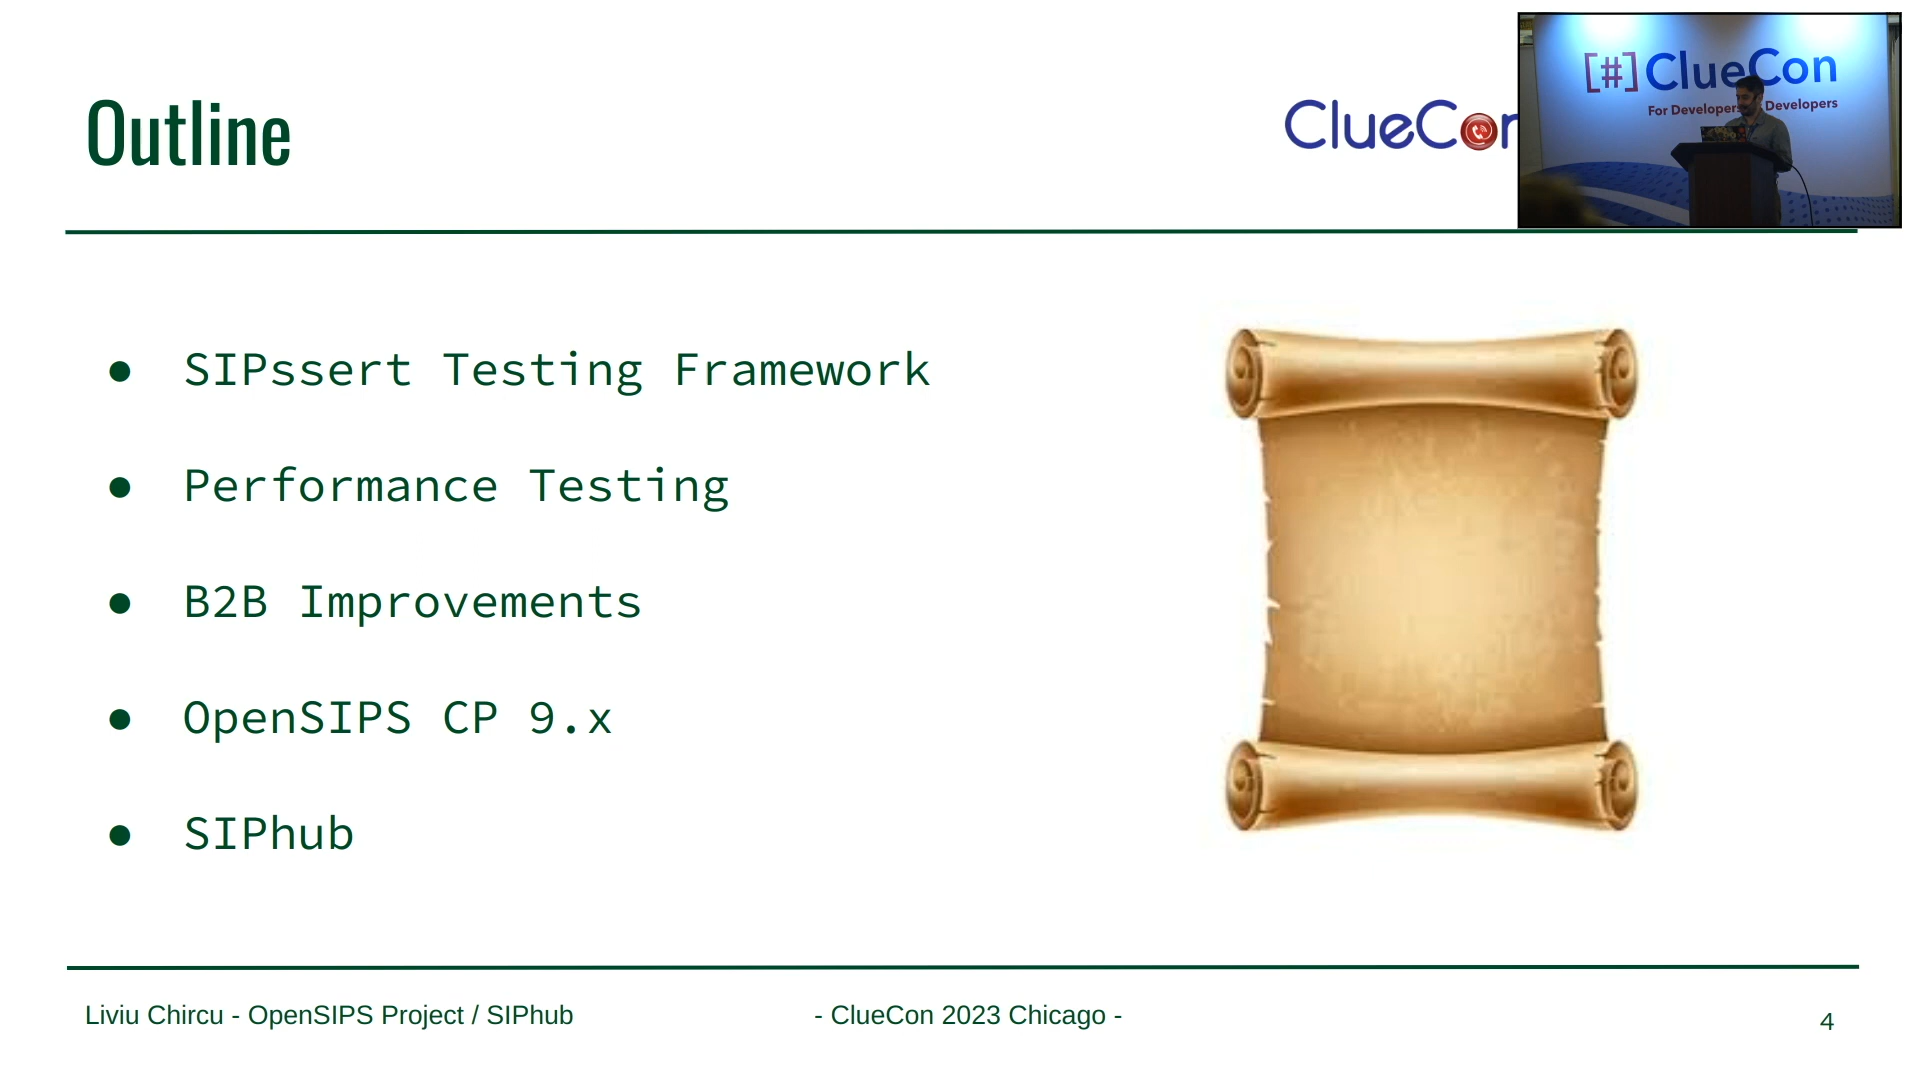 Outline
ClueCon
[#] ClueCon
For Developers Developers
● SIPssert Testing Framework
● Performance Testing
● B2B Improvements
● OpenSIPS CP 9.x
● SIPhub
Liviu Chircu - OpenSIPS Project / SIPhub
- ClueCon 2023 Chicago -
4